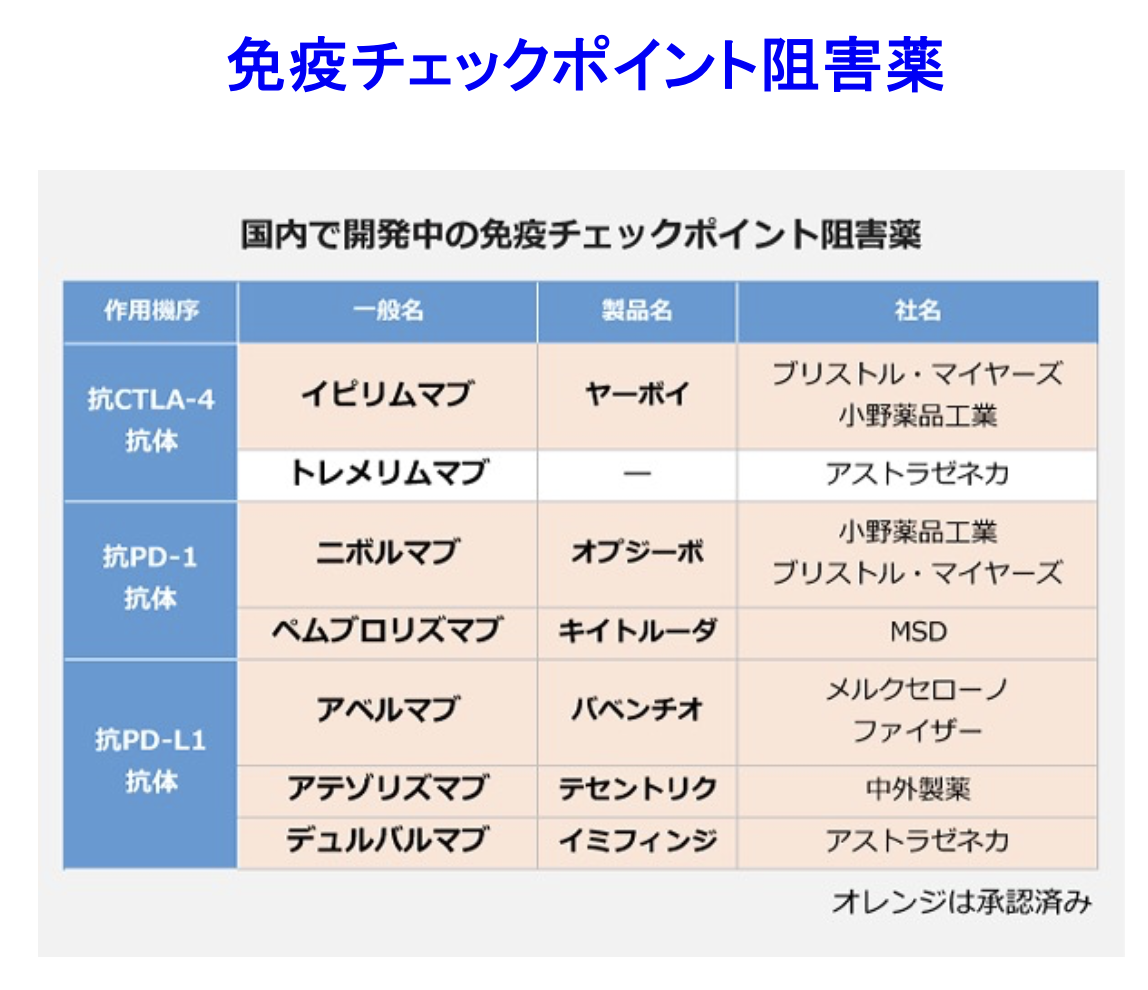 免疫チェックポイント阻害薬
国内で開発中の免疫チェックポイント阻害薬
作用機序 一般名 製品名 社名
抗CTLA-4
抗体
イピリムマブ ヤーボイ ブリストル・マイヤーズ
小野薬品工業
トレメリムマブ ― アストラゼネカ
抗PD-1
抗体
ニボルマブ オプジーボ 小野薬品工業
ブリストル・マイヤーズ
ペムブロリズマブ キイトルーダ MSD
抗PD-L1
抗体
アベルマブ バベンチオ メルクセローノ
ファイザー
アテゾリズマブ テセントリク 中外製薬
デュルバルマブ イミフィンジ アストラゼネカ
オレンジは承認済み